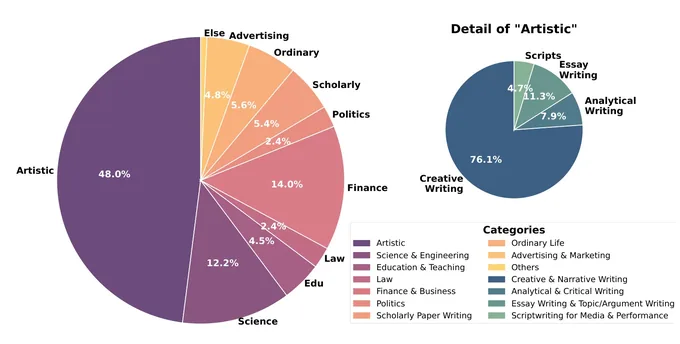 Else Advertising
Ordinary
Scholarly
Politics
Finance
Law
Edu
Science
Artistic
4.8%
5.6%
5.4%
2.4%
14.0%
2.4%
4.5%
12.2%
48.0%
Detail of "Artistic"
Scripts
Essay
Writing
Analytical
Writing
Creative
Writing
4.7%
11.3%
7.9%
76.1%
Categories
Artistic
Science & Engineering
Education & Teaching
Law
Finance & Business
Politics
Scholarly Paper Writing
Ordinary Life
Advertising & Marketing
Others
Creative & Narrative Writing
Analytical & Critical Writing
Essay Writing & Topic/Argument Writing
Scriptwriting for Media & Performance